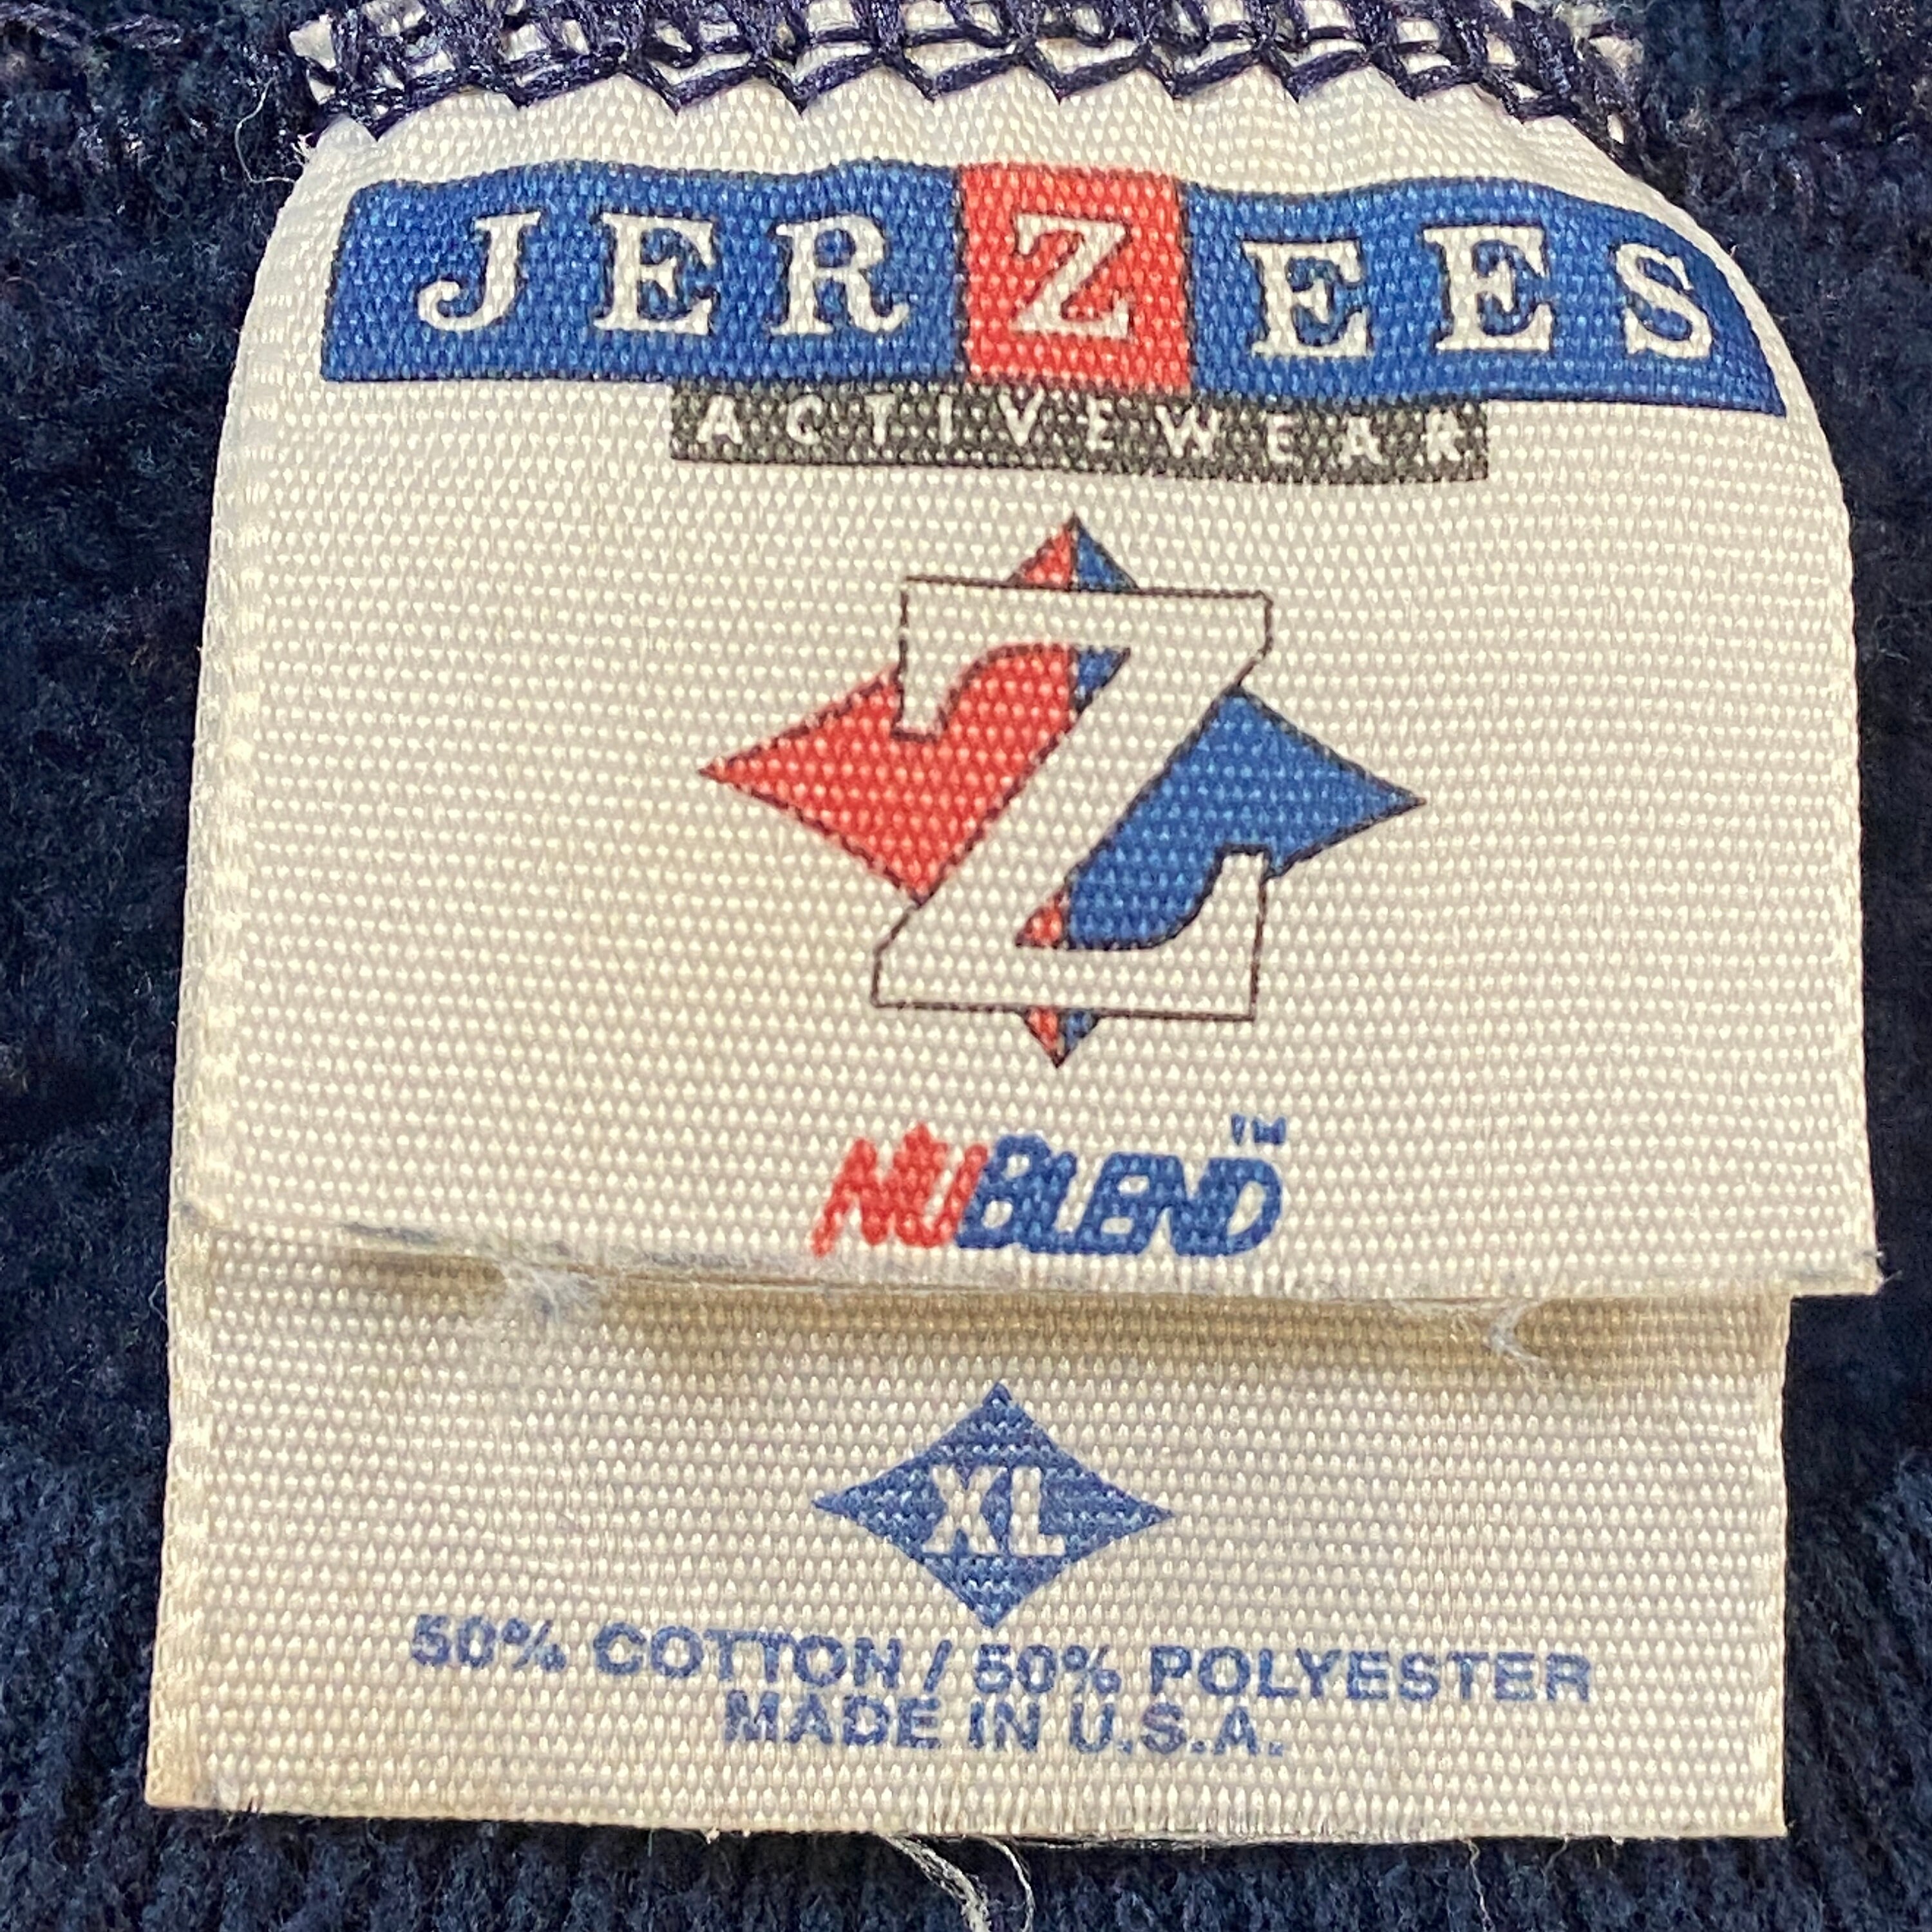 JERZEES
ACTIVEWEAR
Z
NUBLEND™
XL
50% COTTON / 50% POLYESTER
MADE IN U.S.A.